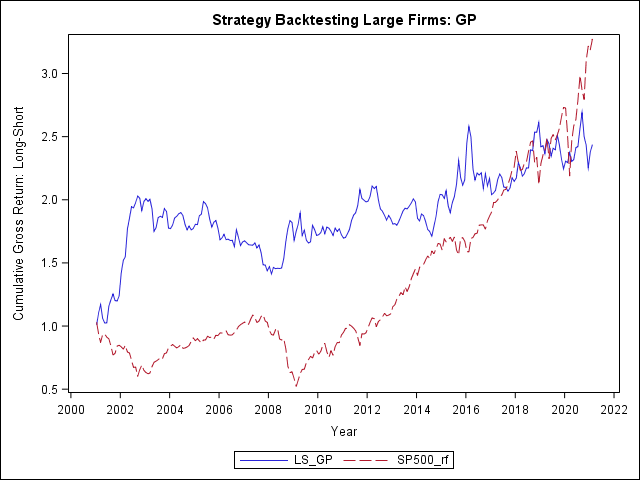 Strategy Backtesting Large Firms: GP
Cumulative Gross Return: Long-Short
3.0
2.5
2.0
1.5
1.0
0.5
2000 2002 2004 2006 2008 2010 2012 2014 2016 2018 2020 2022
Year
LS_GP SP500_rf